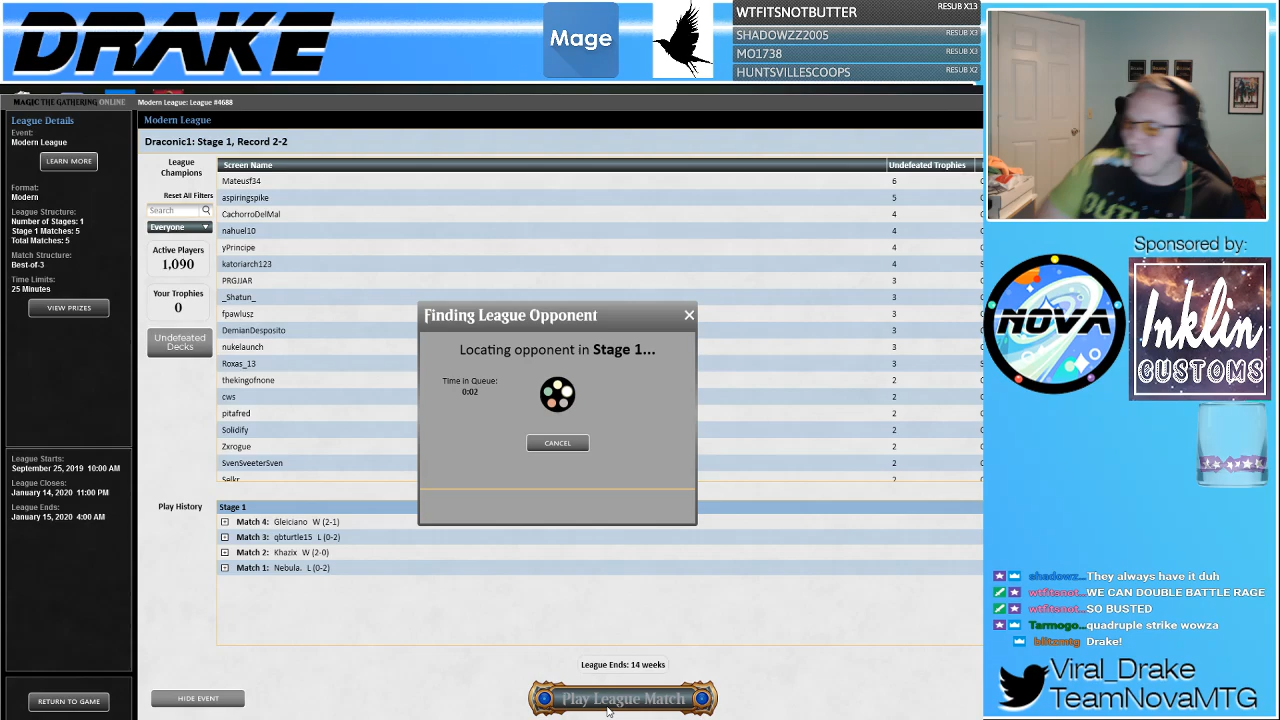 DRAKE
Mage
WTFITSNOTBUTTER RESUB X13
SHADOWZZ2005 RESUB X3
MO1738 RESUB X3
HUNTSVILLESCOOPS RESUB X2
MAGIC THE GATHERING ONLINE
Modern League: League #4688
League Details
Event:
Modern League
LEARN MORE
Format:
Modern
League Structure:
Number of Stages: 1
Stage 1 Matches: 5
Total Matches: 5
Match Structure:
Best-of-3
Time Limits:
25 Minutes
VIEW PRIZES
League Starts:
September 25, 2019 10:00 AM
League Closes:
January 14, 2020 11:00 PM
League Ends:
January 15, 2020 4:00 AM
RETURN TO GAME
Modern League
Draconic1: Stage 1, Record 2-2
League Champions
Reset All Filters
Search
Everyone
Active Players
1,090
Your Trophies
0
Undefeated Decks
Screen Name Undefeated Trophies
Mateusf34 6
aspiringspike 5
CachorroDelMal 4
nahuel10 4
yPrincipe 4
katoriarch123 4
PRGJJAR 3
_Shatun_ 3
fpawlusz 3
DemianDesposito 3
nukelaunch 3
Roxas_13 3
thekingofnone 2
cws 2
pitafred 2
Solidify 2
Zxrogue 2
SvenSveeterSven 2
Selkr 2
Finding League Opponent
Locating opponent in Stage 1...
Time in Queue:
0:02
CANCEL
Play History
Stage 1
Match 4: Gleiciano W (2-1)
Match 3: qbturtle15 L (0-2)
Match 2: Khazix W (2-0)
Match 1: Nebula. L (0-2)
League Ends: 14 weeks
HIDE EVENT
Play League Match
Sponsored by:
NOVA
Inklin
CUSTOMS
shadowz... They always have it duh
wtfitsnot... WE CAN DOUBLE BATTLE RAGE
wtfitsnot... SO BUSTED
Tarmogo... quadruple strike wowza
blitzmtg Drake!
Viral_Drake
TeamNovaMTG